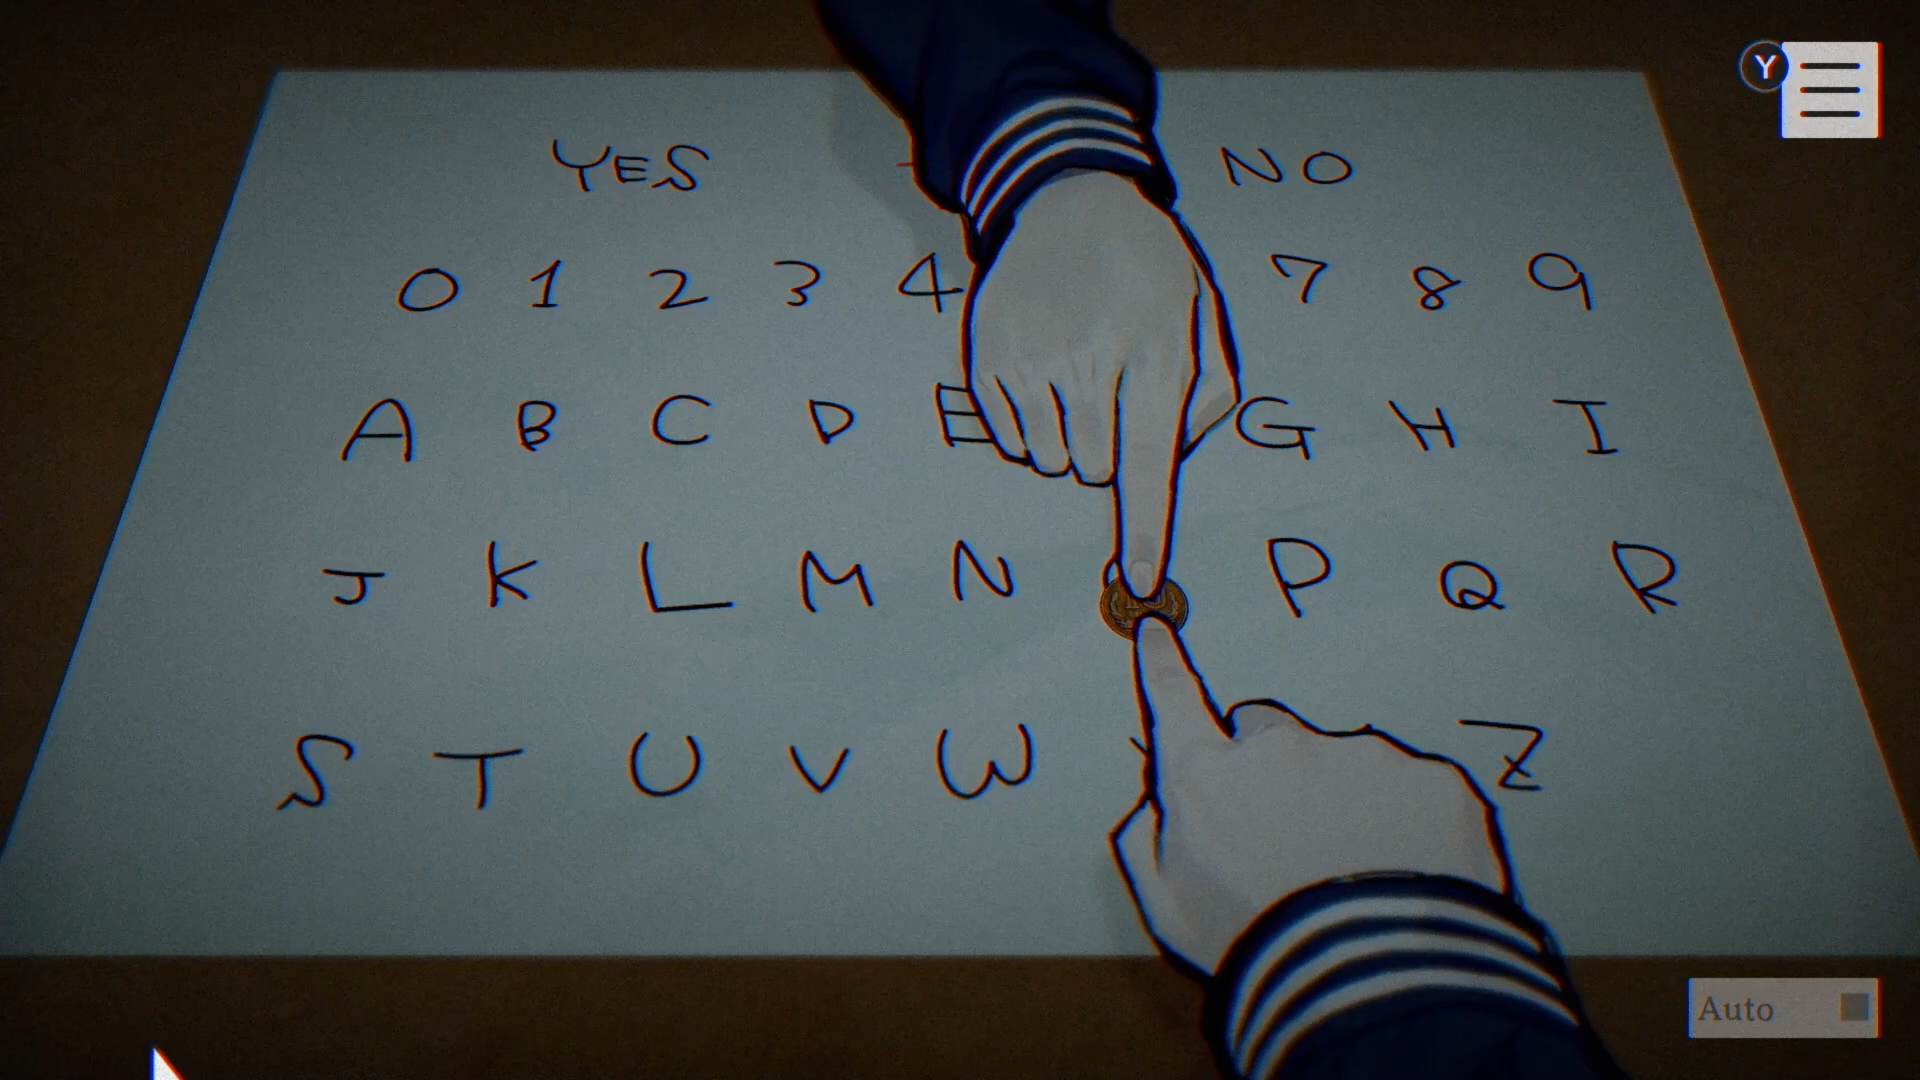 Y
YES NO
0 1 2 3 4 7 8 9
A B C D E G H I
J K L M N P Q R
S T U V W Z
Auto